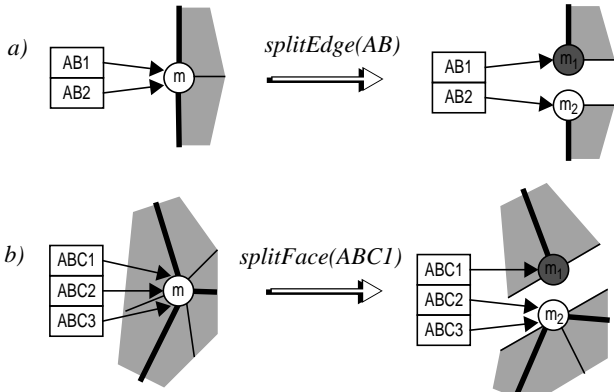 a)
AB1
AB2
m
splitEdge(AB)
AB1
AB2
m1
m2
b)
ABC1
ABC2
ABC3
m
splitFace(ABC1)
ABC1
ABC2
ABC3
m1
m2